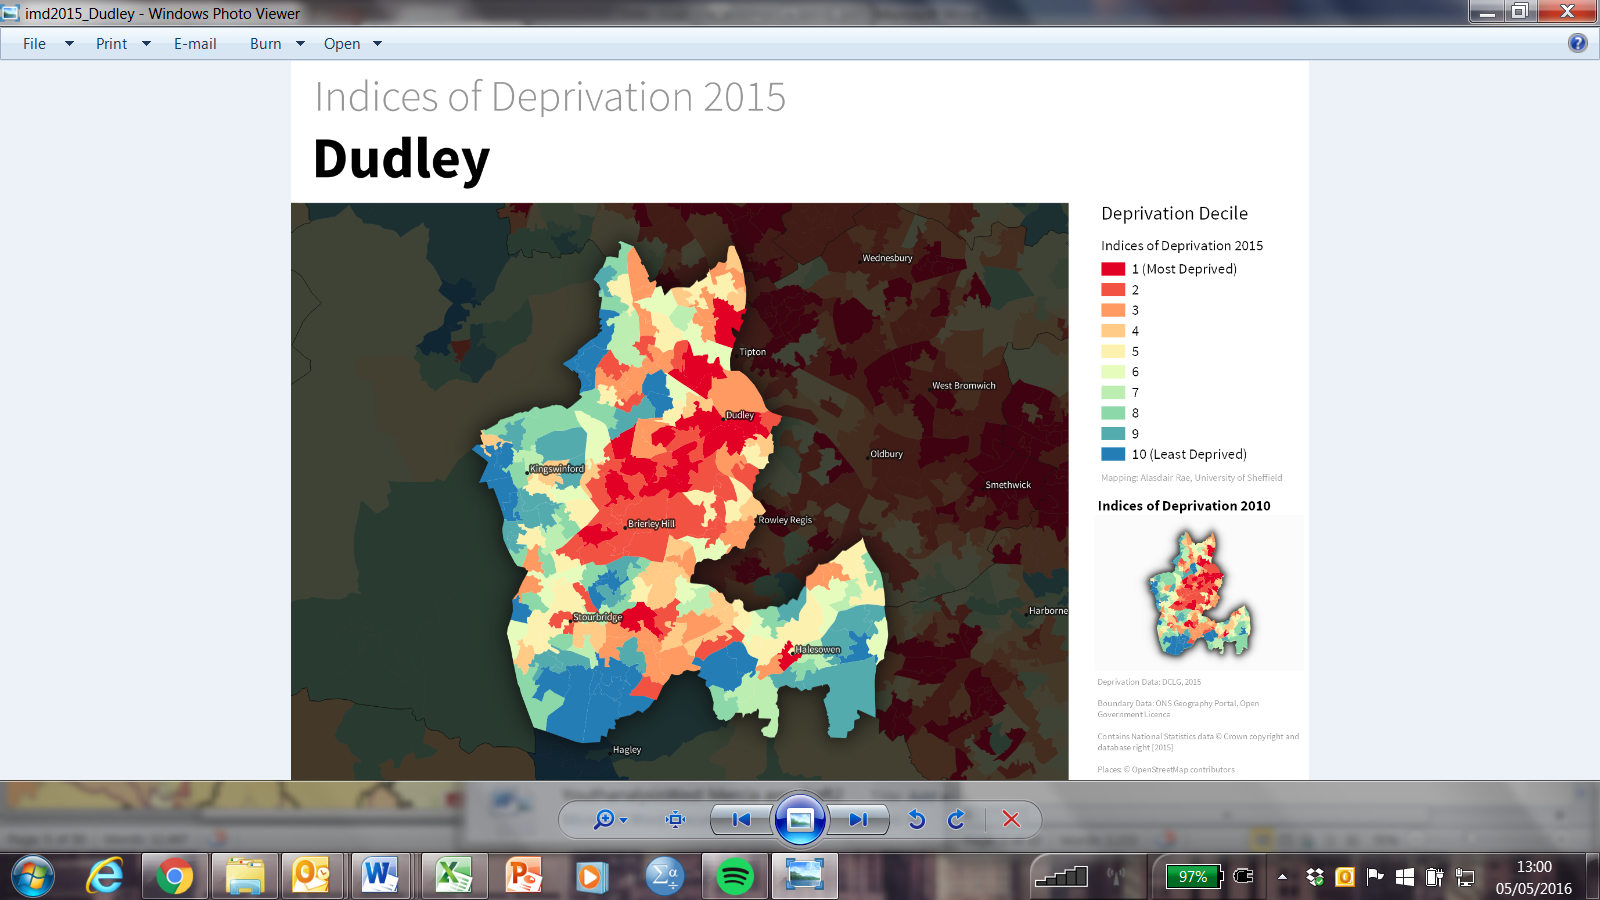 imd2015_Dudley - Windows Photo Viewer
File Print E-mail Burn Open
Indices of Deprivation 2015
Dudley
Deprivation Decile
Indices of Deprivation 2015
1 (Most Deprived)
2
3
4
5
6
7
8
9
10 (Least Deprived)
Mapping: Alasdair Rae, University of Sheffield
Indices of Deprivation 2010
Deprivation Data: DCLG, 2015
Boundary Data: ONS Geography Portal, Open
Government Licence
Contains National Statistics data © Crown copyright and
database right [2015]
Places: © OpenStreetMap contributors
Wednesbury
Tipton
West Bromwich
Dudley
Oldbury
Kingswinford
Smethwick
Brierley Hill
Rowley Regis
Harborne
Stourbridge
Halesowen
Hagley
97%
13:00
05/05/2016